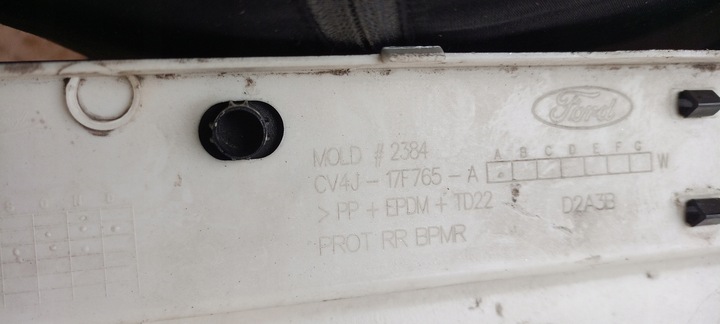 Ford
MOLD # 2384
A B C D E F G
CV4J - 17F765 - A
W
> PP + EPDM + TD22
D2A3B
PROT RR BPMR